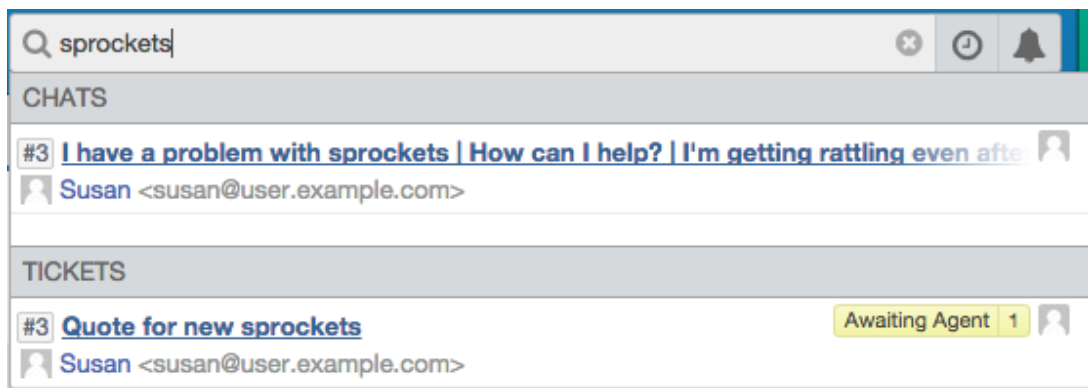 sprockets
CHATS
#3 I have a problem with sprockets | How can I help? | I'm getting rattling even after
Susan <susan@user.example.com>
TICKETS
#3 Quote for new sprockets Awaiting Agent 1
Susan <susan@user.example.com>